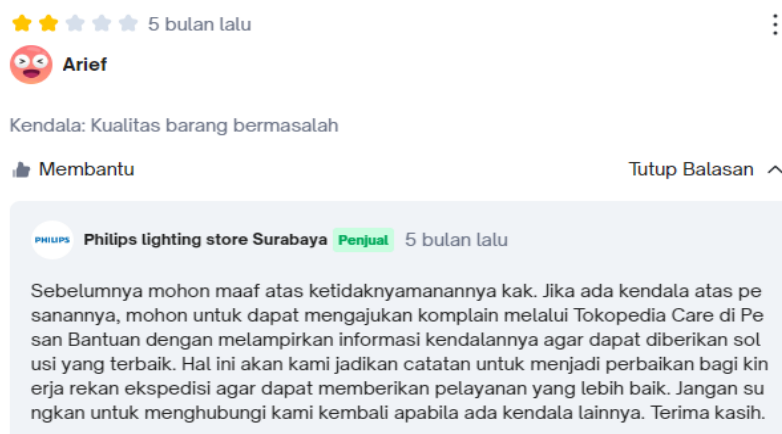 5 bulan lalu
Arief
Kendala: Kualitas barang bermasalah
Membantu
Tutup Balasan
PHILIPS Philips lighting store Surabaya Penjual 5 bulan lalu
Sebelumnya mohon maaf atas ketidaknyamanannya kak. Jika ada kendala atas pe
sanannya, mohon untuk dapat mengajukan komplain melalui Tokopedia Care di Pe
san Bantuan dengan melampirkan informasi kendalannya agar dapat diberikan sol
usi yang terbaik. Hal ini akan kami jadikan catatan untuk menjadi perbaikan bagi kin
erja rekan ekspedisi agar dapat memberikan pelayanan yang lebih baik. Jangan su
ngkan untuk menghubungi kami kembali apabila ada kendala lainnya. Terima kasih.